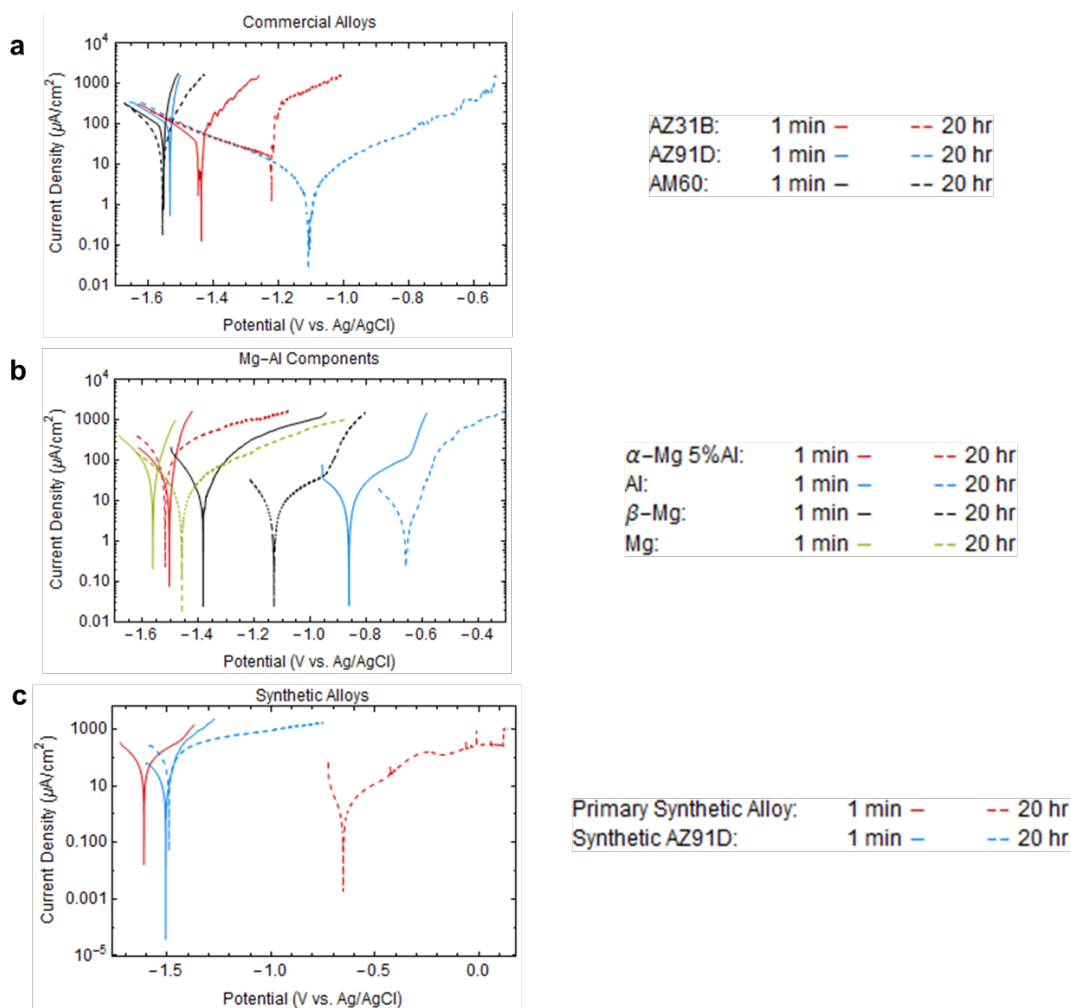 a
Commercial Alloys
10⁴
1000
100
10
1
0.10
0.01
Current Density (μA/cm²)
−1.6 −1.4 −1.2 −1.0 −0.8 −0.6
Potential (V vs. Ag/AgCl)
AZ31B: 1 min – -- 20 hr
AZ91D: 1 min – -- 20 hr
AM60: 1 min – -- 20 hr
b
Mg–Al Components
10⁴
1000
100
10
1
0.10
0.01
Current Density (μA/cm²)
−1.6 −1.4 −1.2 −1.0 −0.8 −0.6 −0.4
Potential (V vs. Ag/AgCl)
α–Mg 5%Al: 1 min – -- 20 hr
Al: 1 min – -- 20 hr
β–Mg: 1 min – -- 20 hr
Mg: 1 min – -- 20 hr
c
Synthetic Alloys
1000
10
0.100
0.001
10⁻⁵
Current Density (μA/cm²)
−1.5 −1.0 −0.5 0.0
Potential (V vs. Ag/AgCl)
Primary Synthetic Alloy: 1 min – -- 20 hr
Synthetic AZ91D: 1 min – -- 20 hr